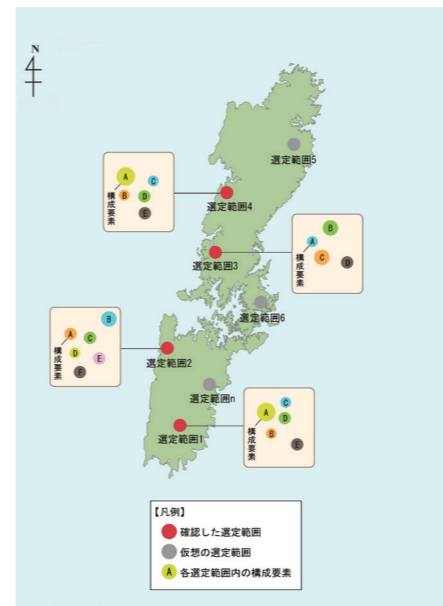 N
選定範囲5
A
C
B
D
E
構成要素
選定範囲4
B
A
C
D
構成要素
選定範囲3
選定範囲6
B
A
C
D
E
F
構成要素
選定範囲2
選定範囲n
C
A
D
B
E
構成要素
選定範囲1
【凡例】
確認した選定範囲
仮想の選定範囲
A 各選定範囲内の構成要素